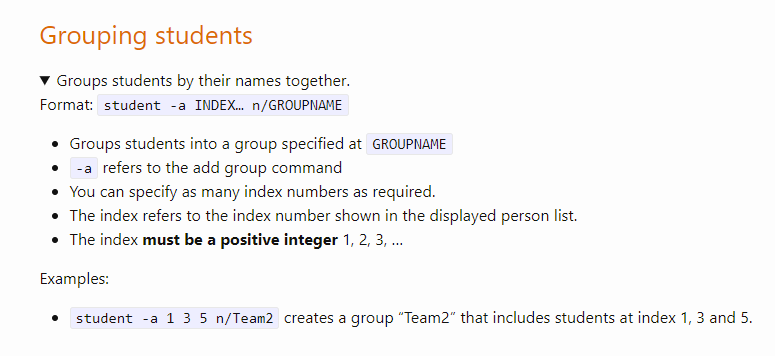 Grouping students
▼ Groups students by their names together.
Format: student -a INDEX… n/GROUPNAME
• Groups students into a group specified at GROUPNAME
• -a refers to the add group command
• You can specify as many index numbers as required.
• The index refers to the index number shown in the displayed person list.
• The index must be a positive integer 1, 2, 3, …
Examples:
• student -a 1 3 5 n/Team2 creates a group “Team2” that includes students at index 1, 3 and 5.